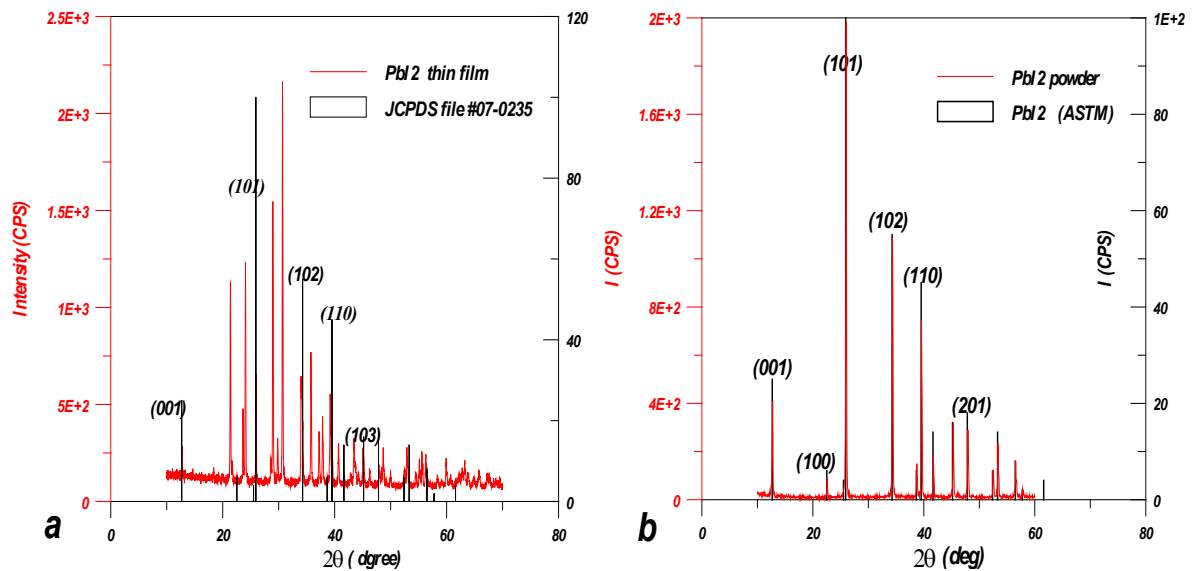 2.5E+3
2E+3
1.5E+3
1E+3
5E+2
0
Intensity (CPS)
120
80
40
0
PbI2 thin film
JCPDS file #07-0235
(101)
(102)
(110)
(001)
(103)
0 20 40 60 80
2θ ( dgree)
a
2E+3
1.6E+3
1.2E+3
8E+2
4E+2
0
I (CPS)
1E+2
80
60
40
20
0
I (CPS)
PbI2 powder
PbI2 (ASTM)
(101)
(102)
(110)
(001)
(201)
(100)
0 20 40 60 80
2θ (deg)
b